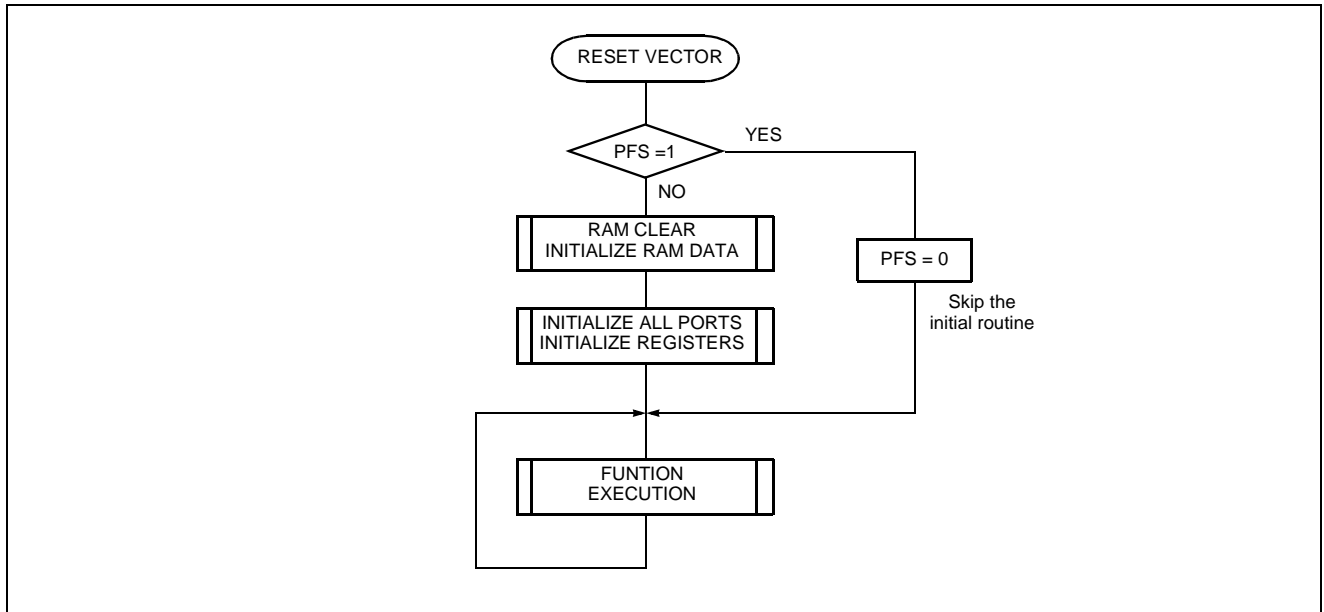 RESET VECTOR
YES
PFS =1
NO
RAM CLEAR
INITIALIZE RAM DATA
PFS = 0
Skip the
initial routine
INITIALIZE ALL PORTS
INITIALIZE REGISTERS
FUNTION
EXECUTION